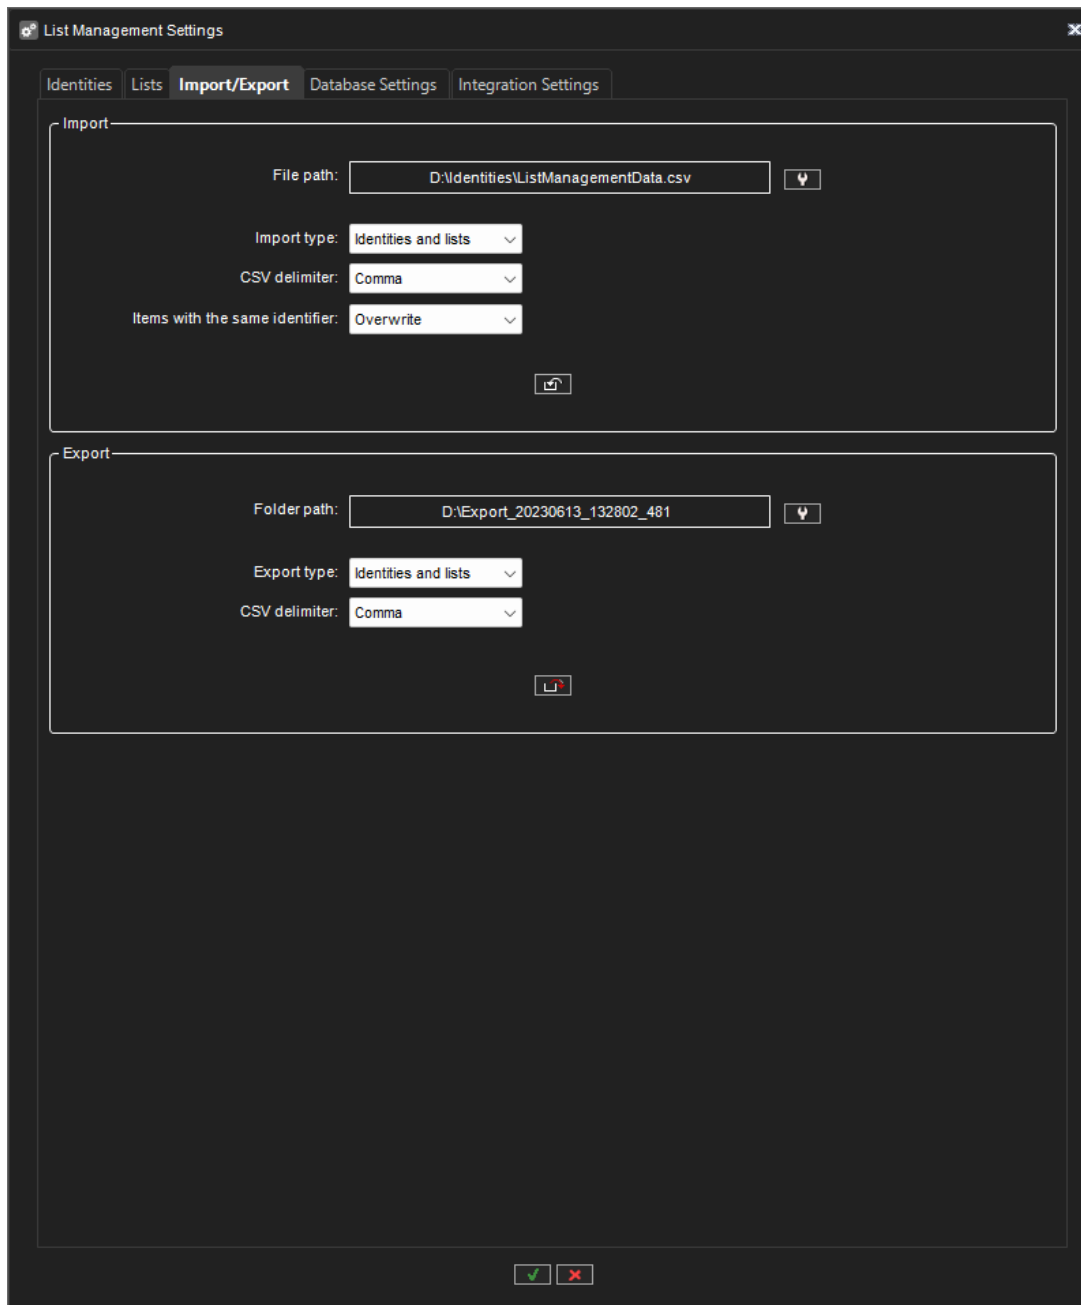 List Management Settings
Identities Lists Import/Export Database Settings Integration Settings
Import
File path: D:\Identities\ListManagementData.csv
Import type: Identities and lists
CSV delimiter: Comma
Items with the same identifier: Overwrite
Export
Folder path: D:\Export_20230613_132802_481
Export type: Identities and lists
CSV delimiter: Comma